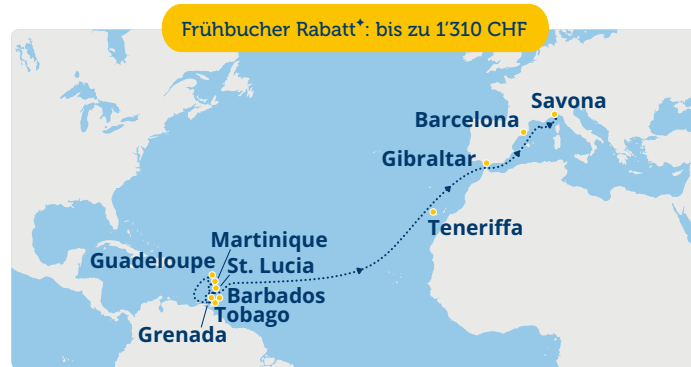 Frühbucher Rabatt✦: bis zu 1’310 CHF
Savona
Barcelona
Gibraltar
Teneriffa
Martinique
Guadeloupe
St. Lucia
Barbados
Tobago
Grenada